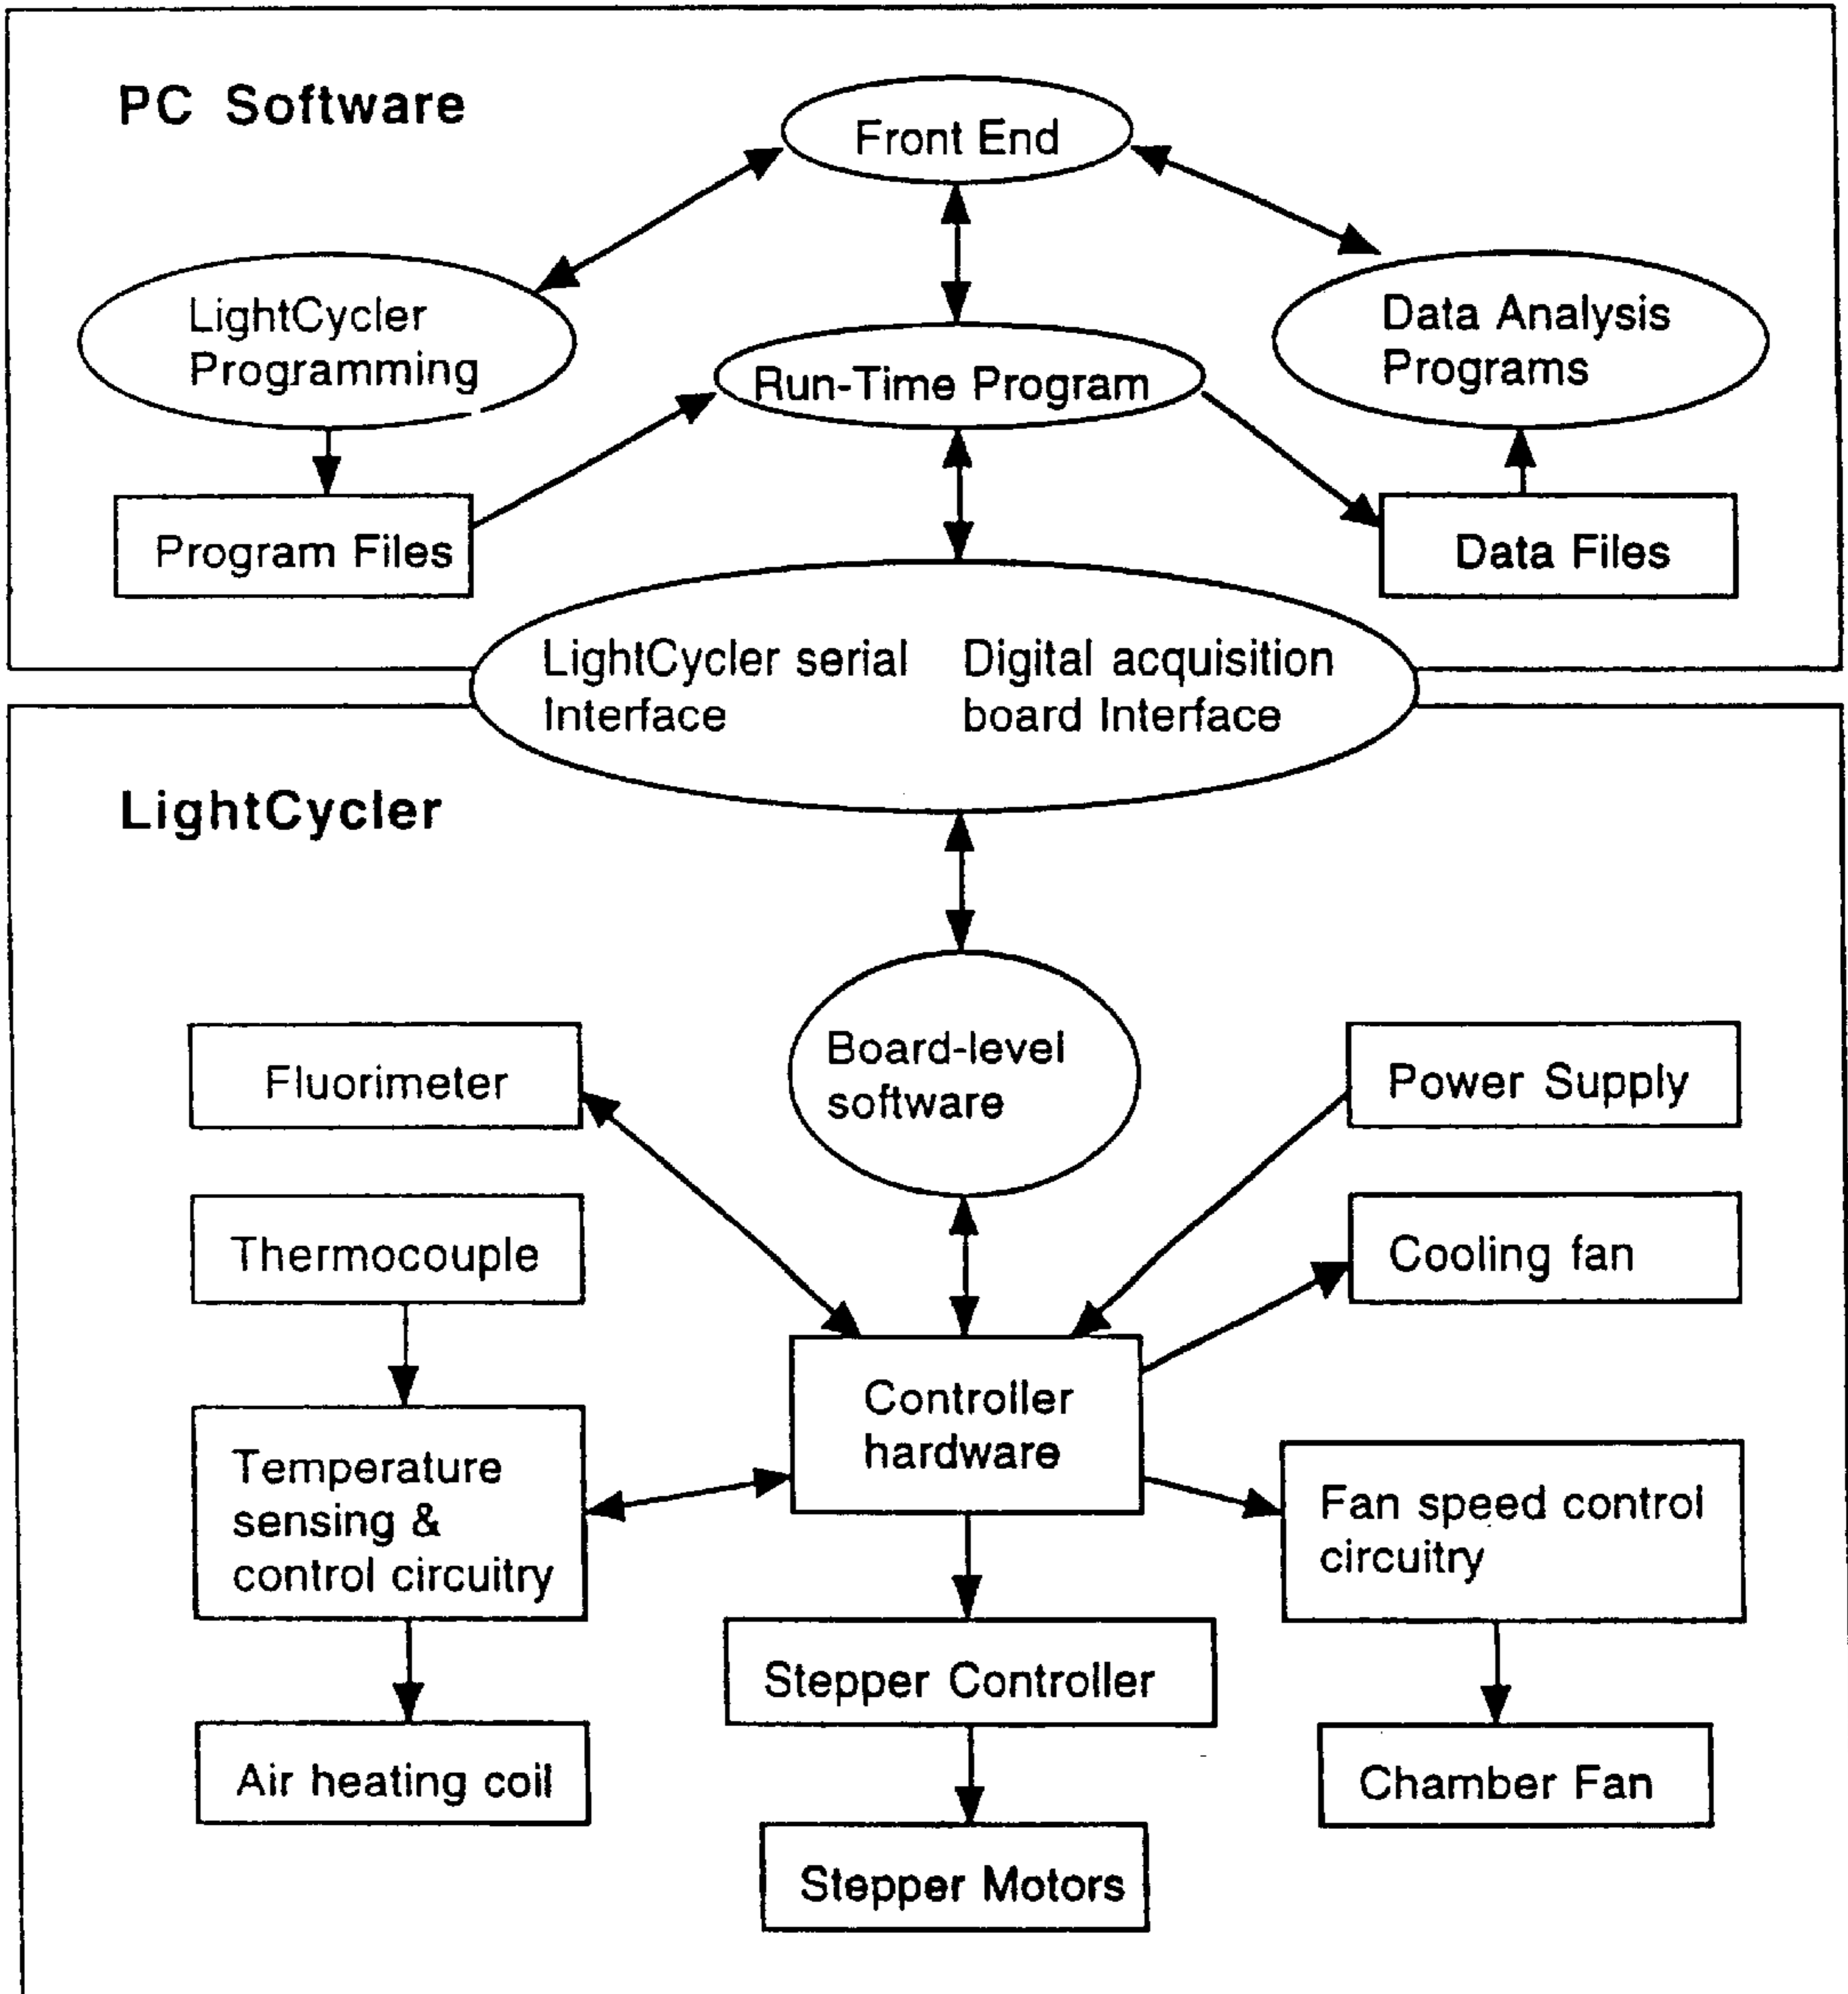 PC Software
Front End
LightCycler
Programming
Data Analysis
Programs
Run-Time Program
Program Files
Data Files
LightCycler serial
Interface
Digital acquisition
board Interface
LightCycler
Board-level
software
Fluorimeter
Power Supply
Thermocouple
Cooling fan
Controller
hardware
Temperature
sensing &
control circuitry
Fan speed control
circuitry
Stepper Controller
Air heating coil
Chamber Fan
Stepper Motors